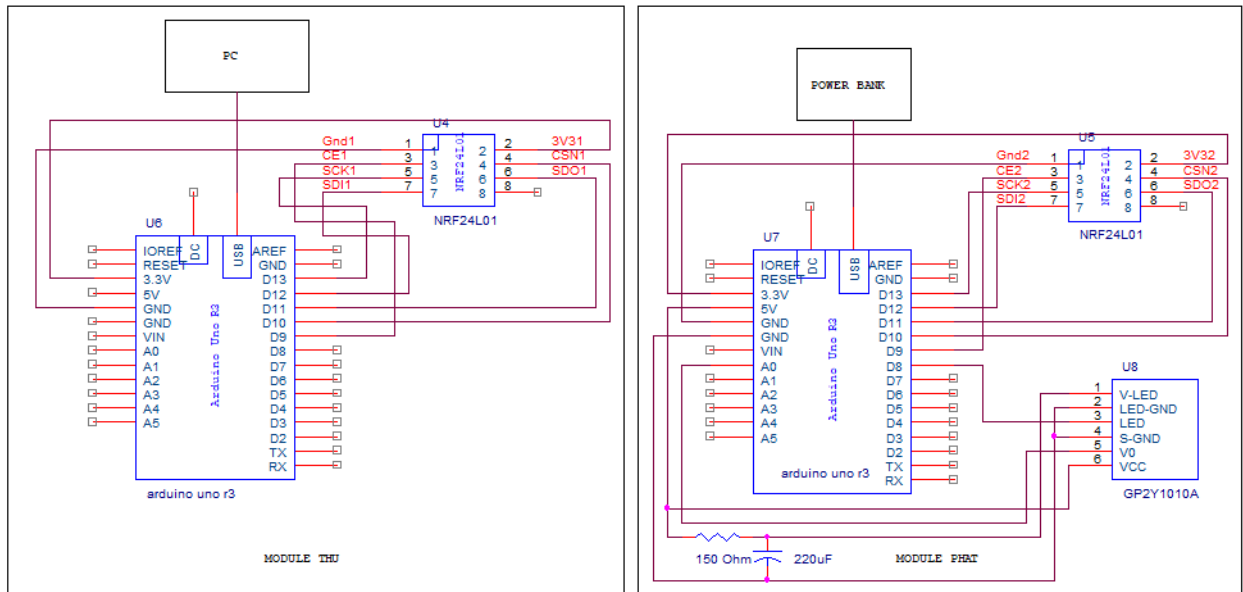 PC
U4
Gnd1 1 1 2 2 3V31
CE1 3 3 4 4 CSN1
SCK1 5 5 6 6 SDO1
SDI1 7 7 8 8
NRF24L01
NRF24L01
U6
DC
USB
IOREF AREF
RESET GND
3.3V D13
5V D12
GND D11
GND D10
VIN D9
A0 D8
A1 D7
A2 D6
A3 D5
A4 D4
A5 D3
D2
TX
RX
Arduino Uno R3
arduino uno r3
MODULE THU
POWER BANK
U5
Gnd2 1 1 2 2 3V32
CE2 3 3 4 4 CSN2
SCK2 5 5 6 6 SDO2
SDI2 7 7 8 8
NRF24L01
NRF24L01
U7
DC
USB
IOREF AREF
RESET GND
3.3V D13
5V D12
GND D11
GND D10
VIN D9
A0 D8
A1 D7
A2 D6
A3 D5
A4 D4
A5 D3
D2
TX
RX
Arduino Uno R3
arduino uno r3
U8
1 V-LED
2 LED-GND
3 LED
4 S-GND
5 V0
6 VCC
GP2Y1010A
150 Ohm
220uF
MODULE PHAT